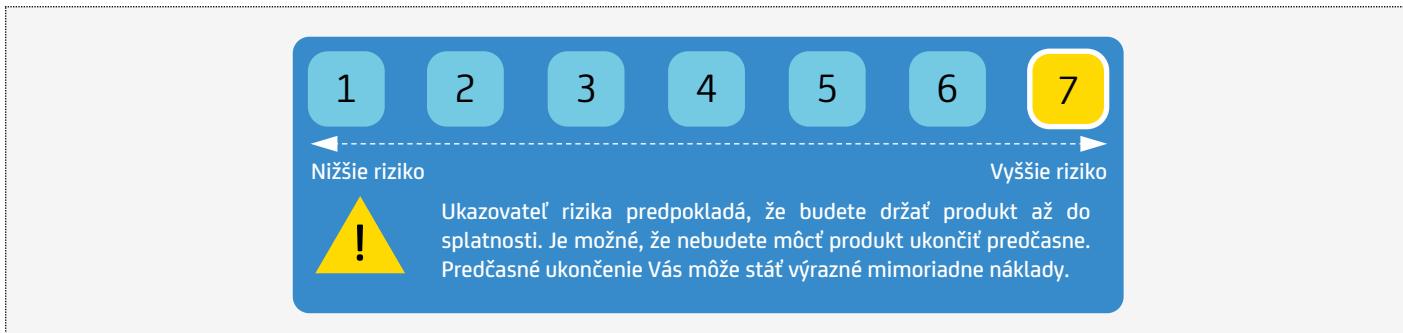 1 2 3 4 5 6 7
Nižšie riziko Vyššie riziko
Ukazovateľ rizika predpokladá, že budete držať produkt až do
splatnosti. Je možné, že nebudete môcť produkt ukončiť predčasne.
Predčasné ukončenie Vás môže stáť výrazné mimoriadne náklady.
!